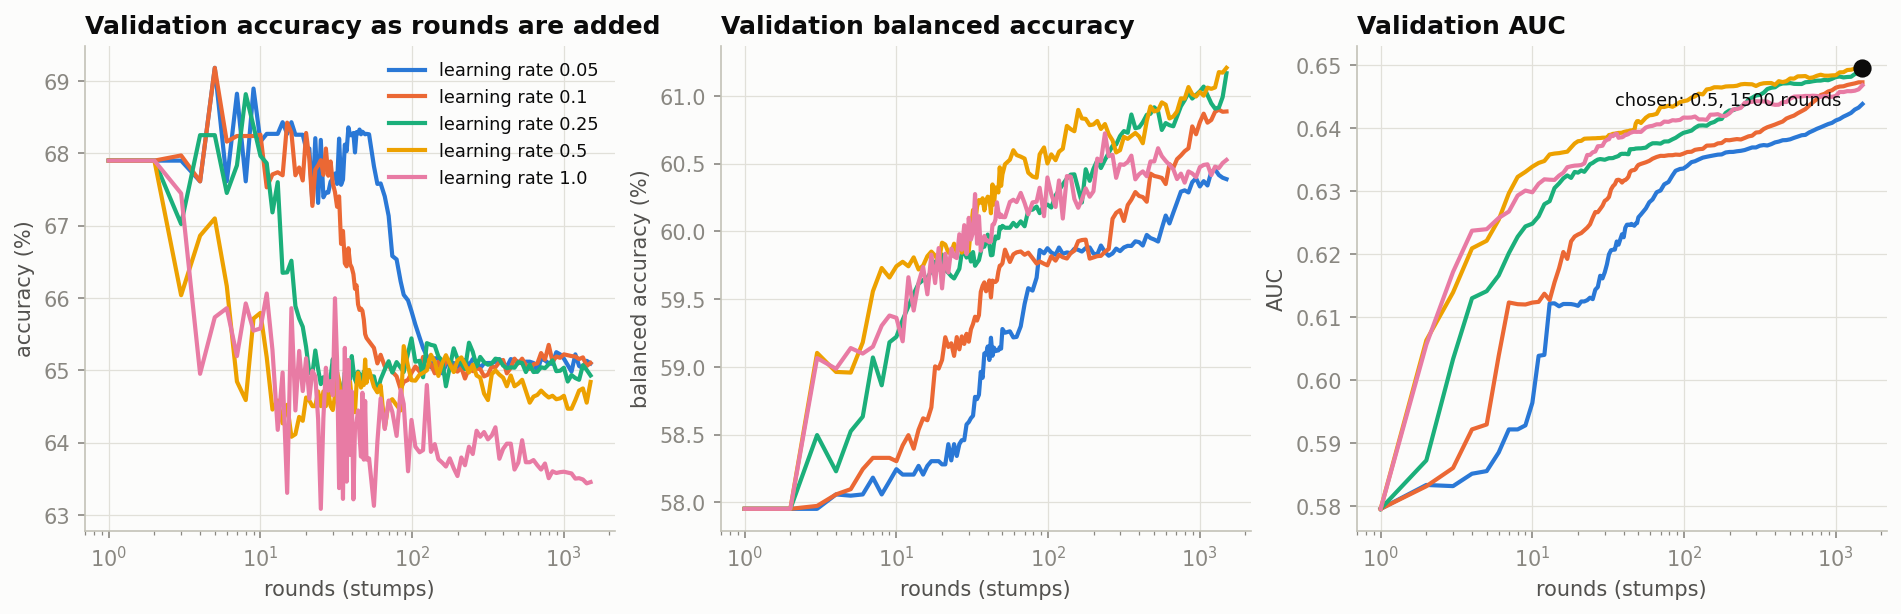 Validation accuracy as rounds are added
69
68
67
66
65
64
63
accuracy (%)
10^0
10^1
10^2
10^3
rounds (stumps)
learning rate 0.05
learning rate 0.1
learning rate 0.25
learning rate 0.5
learning rate 1.0
Validation balanced accuracy
61.0
60.5
60.0
59.5
59.0
58.5
58.0
balanced accuracy (%)
10^0
10^1
10^2
10^3
rounds (stumps)
Validation AUC
0.65
0.64
0.63
0.62
0.61
0.60
0.59
0.58
AUC
chosen: 0.5, 1500 rounds
10^0
10^1
10^2
10^3
rounds (stumps)